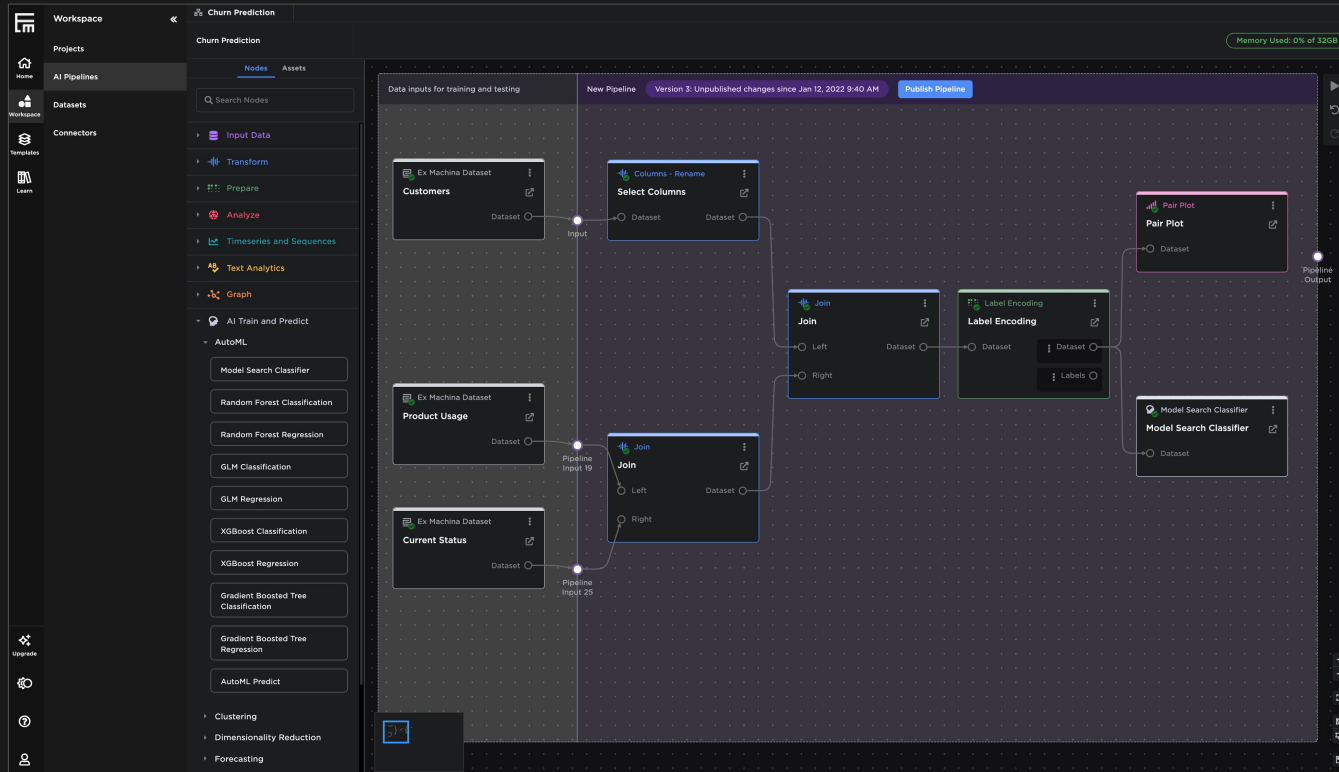 Workspace
«
Churn Prediction
Projects
AI Pipelines
Datasets
Connectors
Home
Workspace
Templates
Learn
Upgrade
Churn Prediction
Memory Used: 0% of 32GB
Nodes
Assets
Search Nodes
Input Data
Transform
Prepare
Analyze
Timeseries and Sequences
Text Analytics
Graph
AI Train and Predict
AutoML
Model Search Classifier
Random Forest Classification
Random Forest Regression
GLM Classification
GLM Regression
XGBoost Classification
XGBoost Regression
Gradient Boosted Tree
Classification
Gradient Boosted Tree
Regression
AutoML Predict
Clustering
Dimensionality Reduction
Forecasting
Data inputs for training and testing
New Pipeline
Version 3: Unpublished changes since Jan 12, 2022 9:40 AM
Publish Pipeline
Ex Machina Dataset
Customers
Dataset
Input
Columns - Rename
Select Columns
Dataset
Dataset
Ex Machina Dataset
Product Usage
Dataset
Pipeline
Input 19
Ex Machina Dataset
Current Status
Dataset
Pipeline
Input 25
Join
Join
Left
Dataset
Right
Join
Join
Left
Dataset
Right
Label Encoding
Label Encoding
Dataset
Dataset
Labels
Pair Plot
Pair Plot
Dataset
Pipeline
Output
Model Search Classifier
Model Search Classifier
Dataset